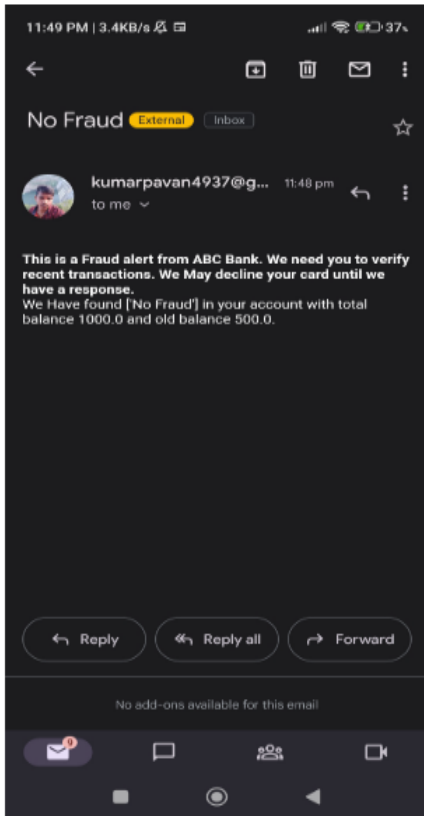 11:49 PM | 3.4KB/s
37%
No Fraud External Inbox
kumarpavan4937@g... 11:48 pm
to me
This is a Fraud alert from ABC Bank. We need you to verify
recent transactions. We May decline your card until we
have a response.
We Have found ['No Fraud'] in your account with total
balance 1000.0 and old balance 500.0.
Reply
Reply all
Forward
No add-ons available for this email
9